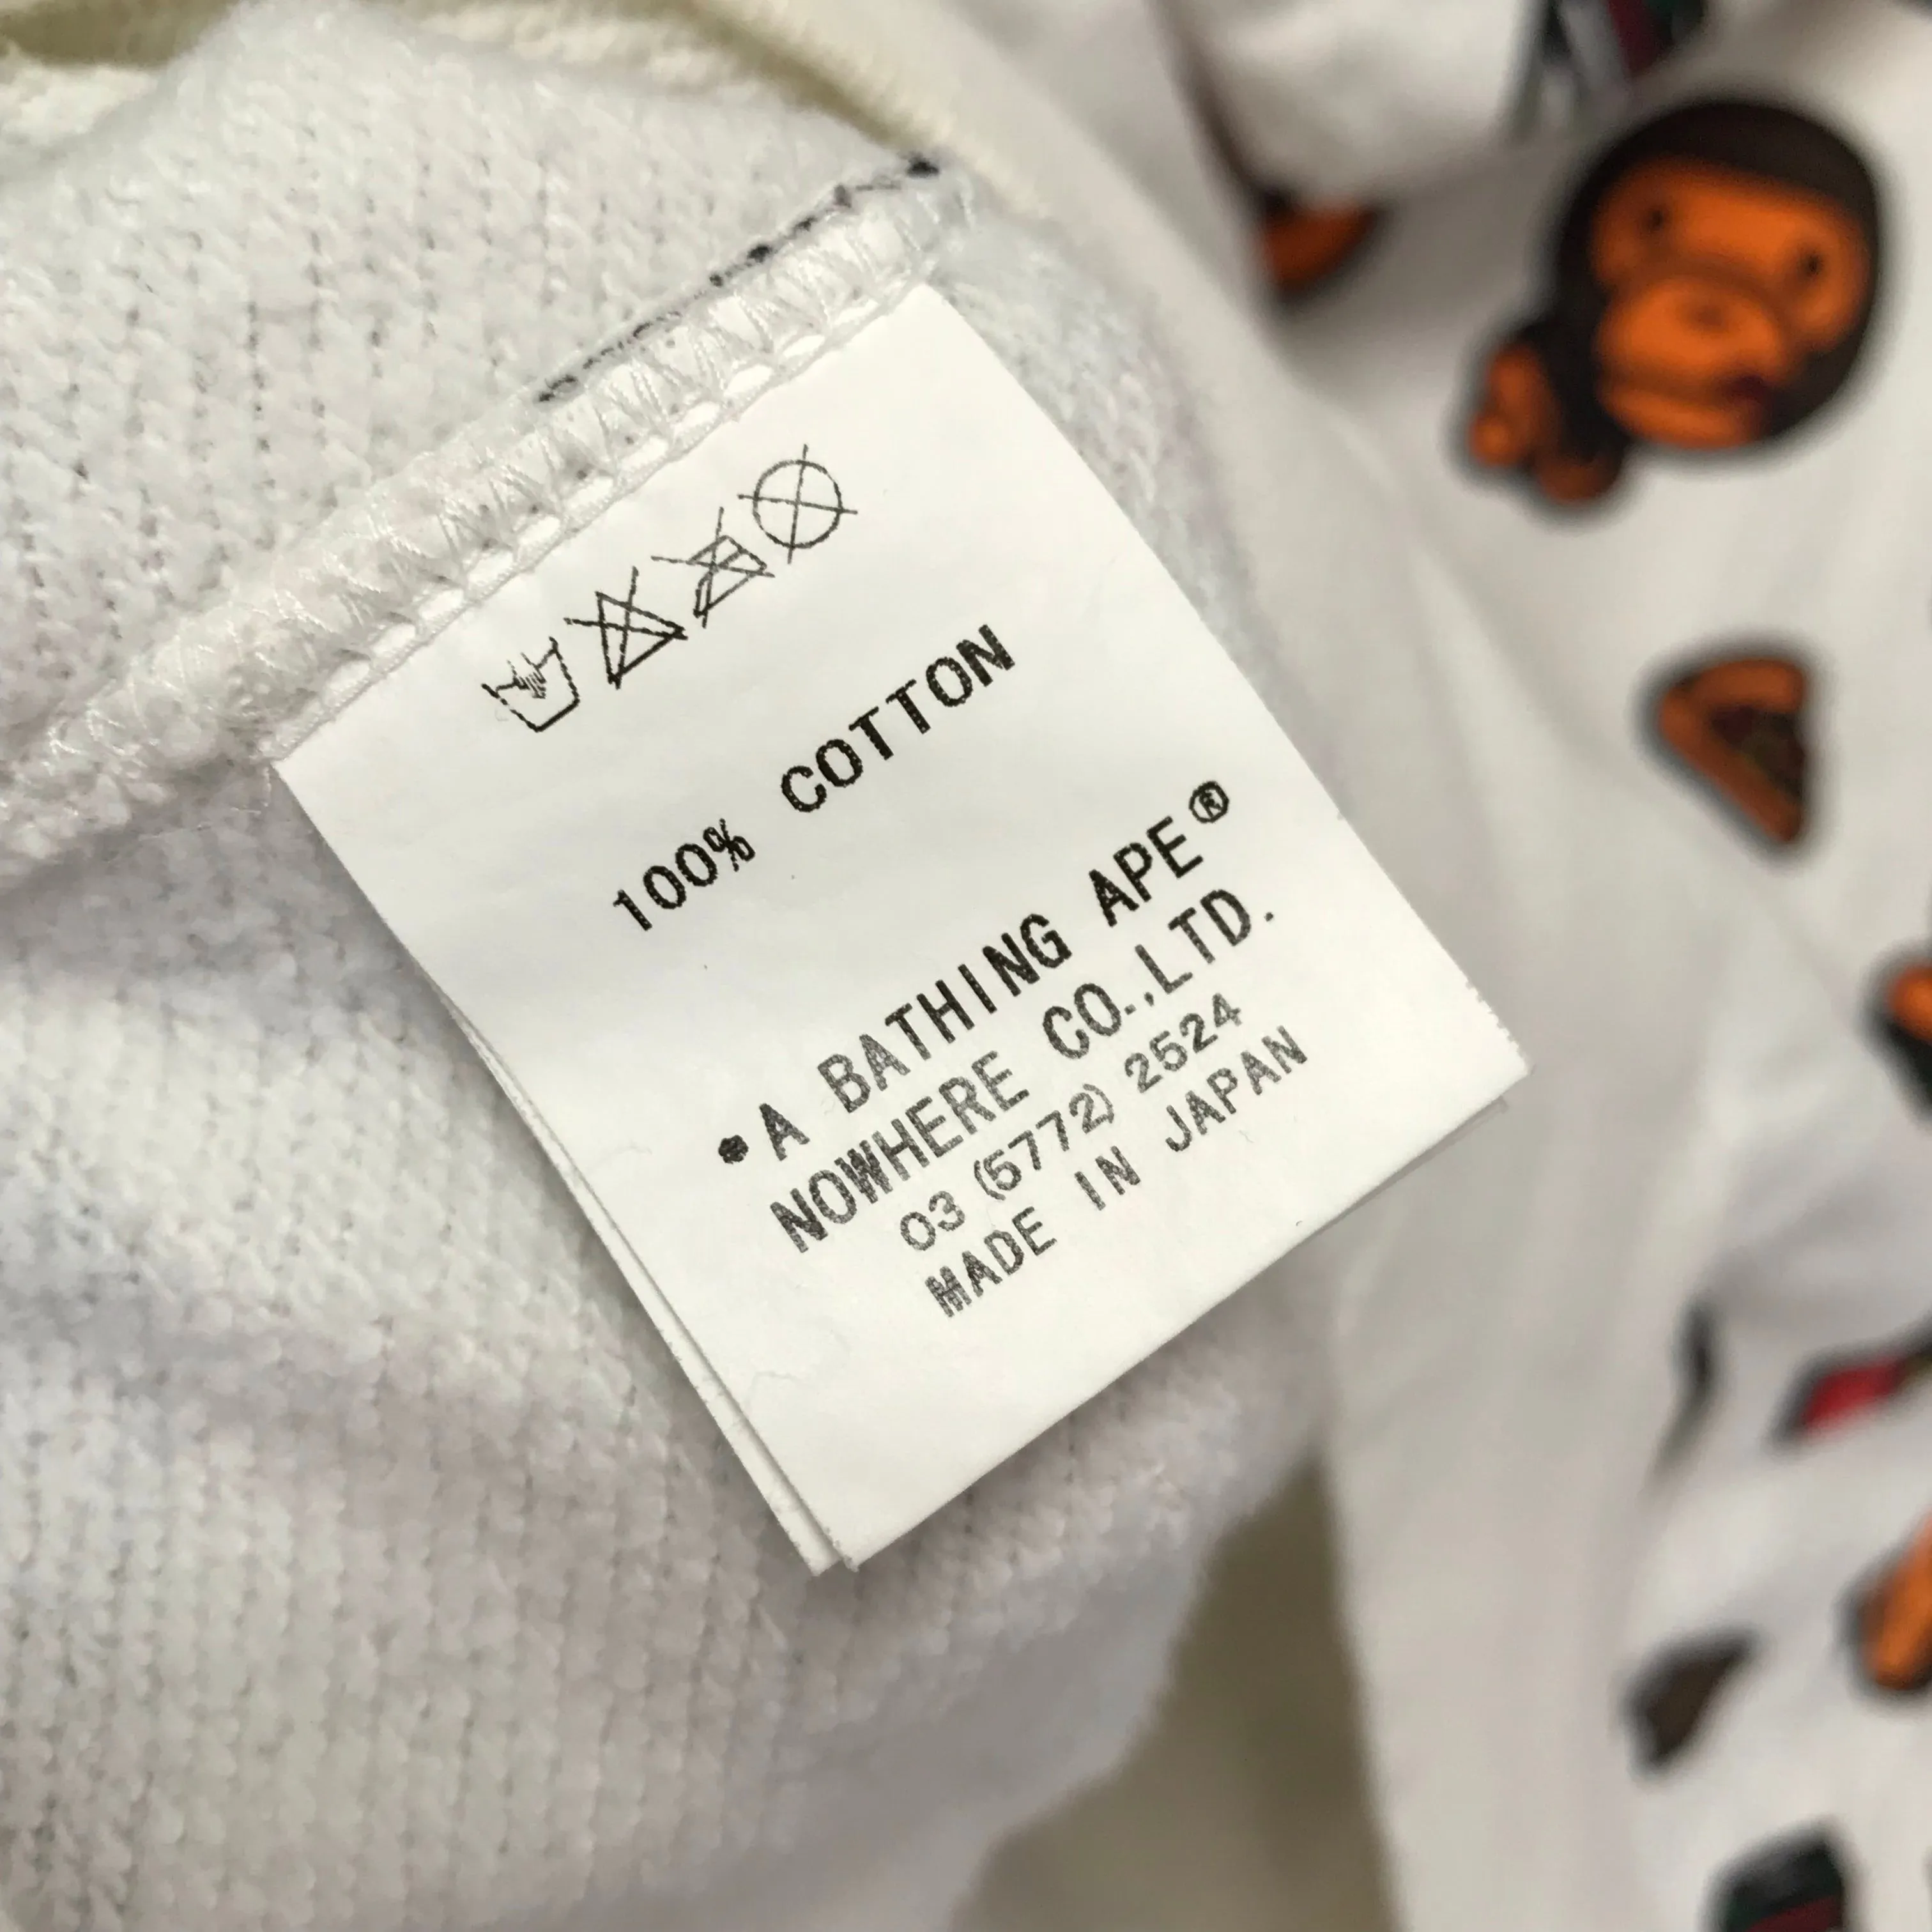 100% COTTON
•A BATHING APE®
NOWHERE CO.,LTD.
03 (5772) 2524
MADE IN JAPAN